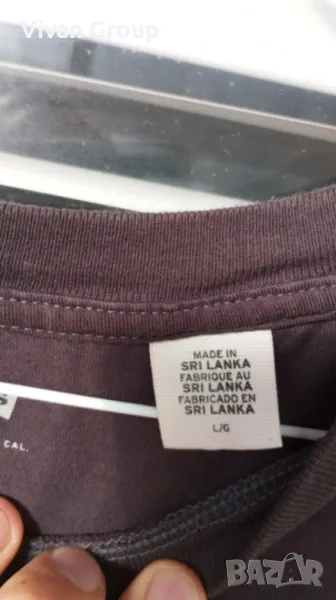 Vivan Group
MADE IN
SRI LANKA
FABRIQUE AU
SRI LANKA
FABRICADO EN
SRI LANKA
L/G
S
CAL.
BAZAR